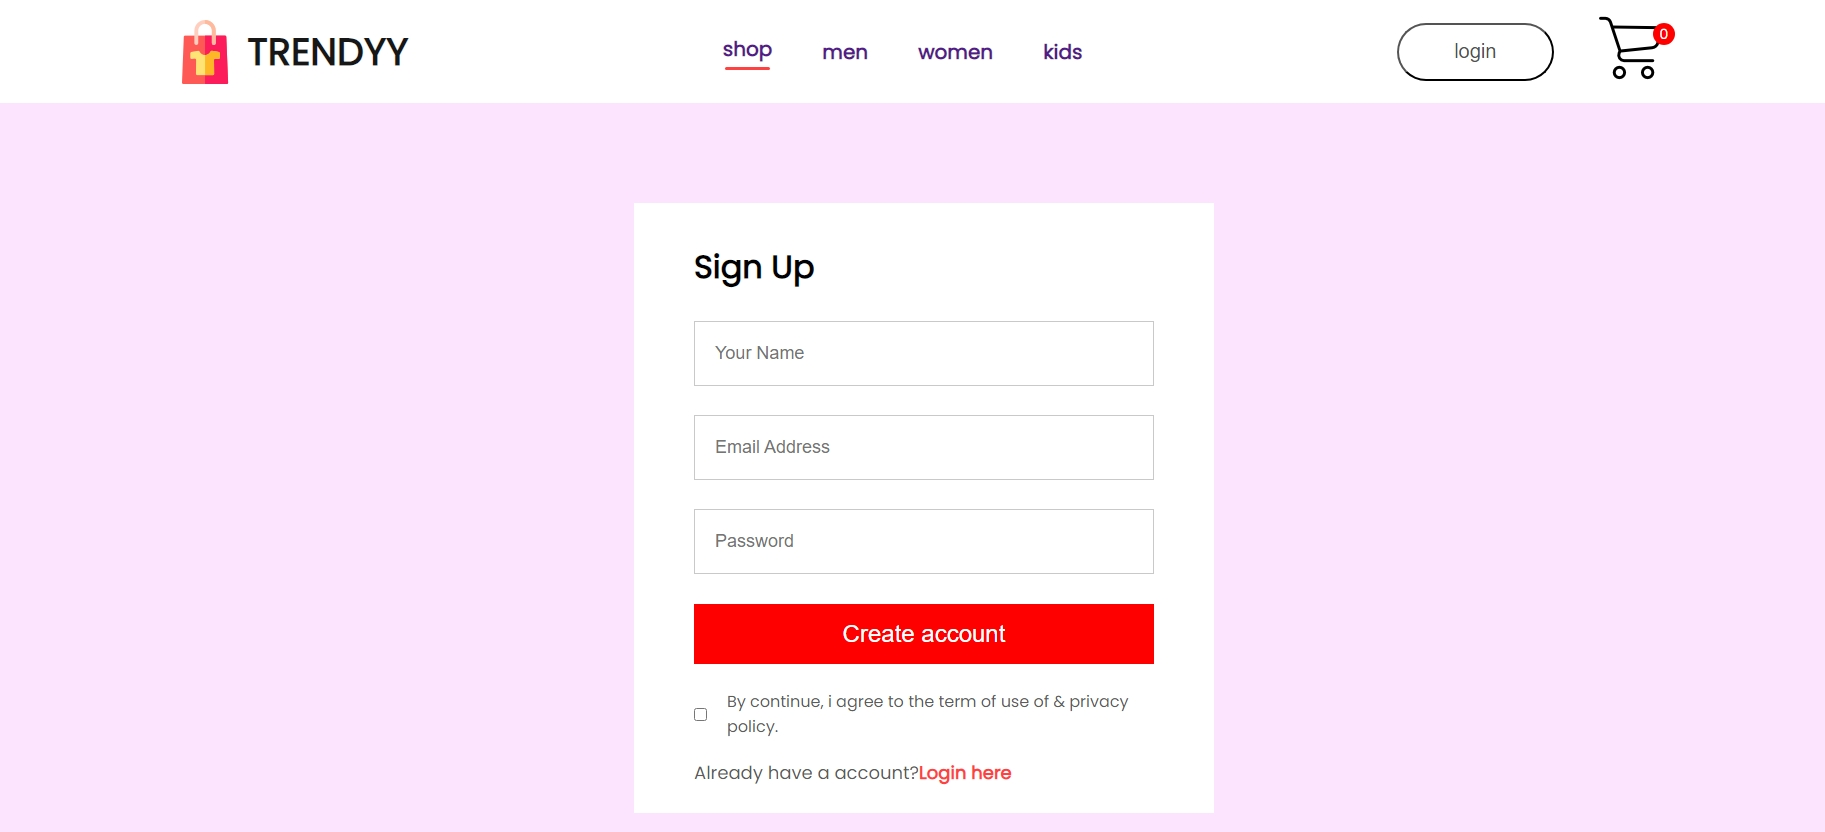 TRENDYY
shop men women kids
login
0
Sign Up
Your Name
Email Address
Password
Create account
By continue, i agree to the term of use of & privacy
policy.
Already have a account?Login here